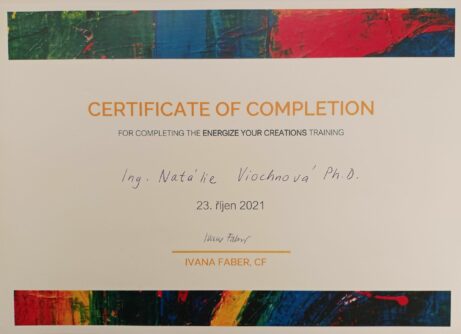 CERTIFICATE OF COMPLETION
FOR COMPLETING THE ENERGIZE YOUR CREATIONS TRAINING
Ing. Natálie Viochnová Ph.D.
23. říjen 2021
Ivana Faber
IVANA FABER, CF